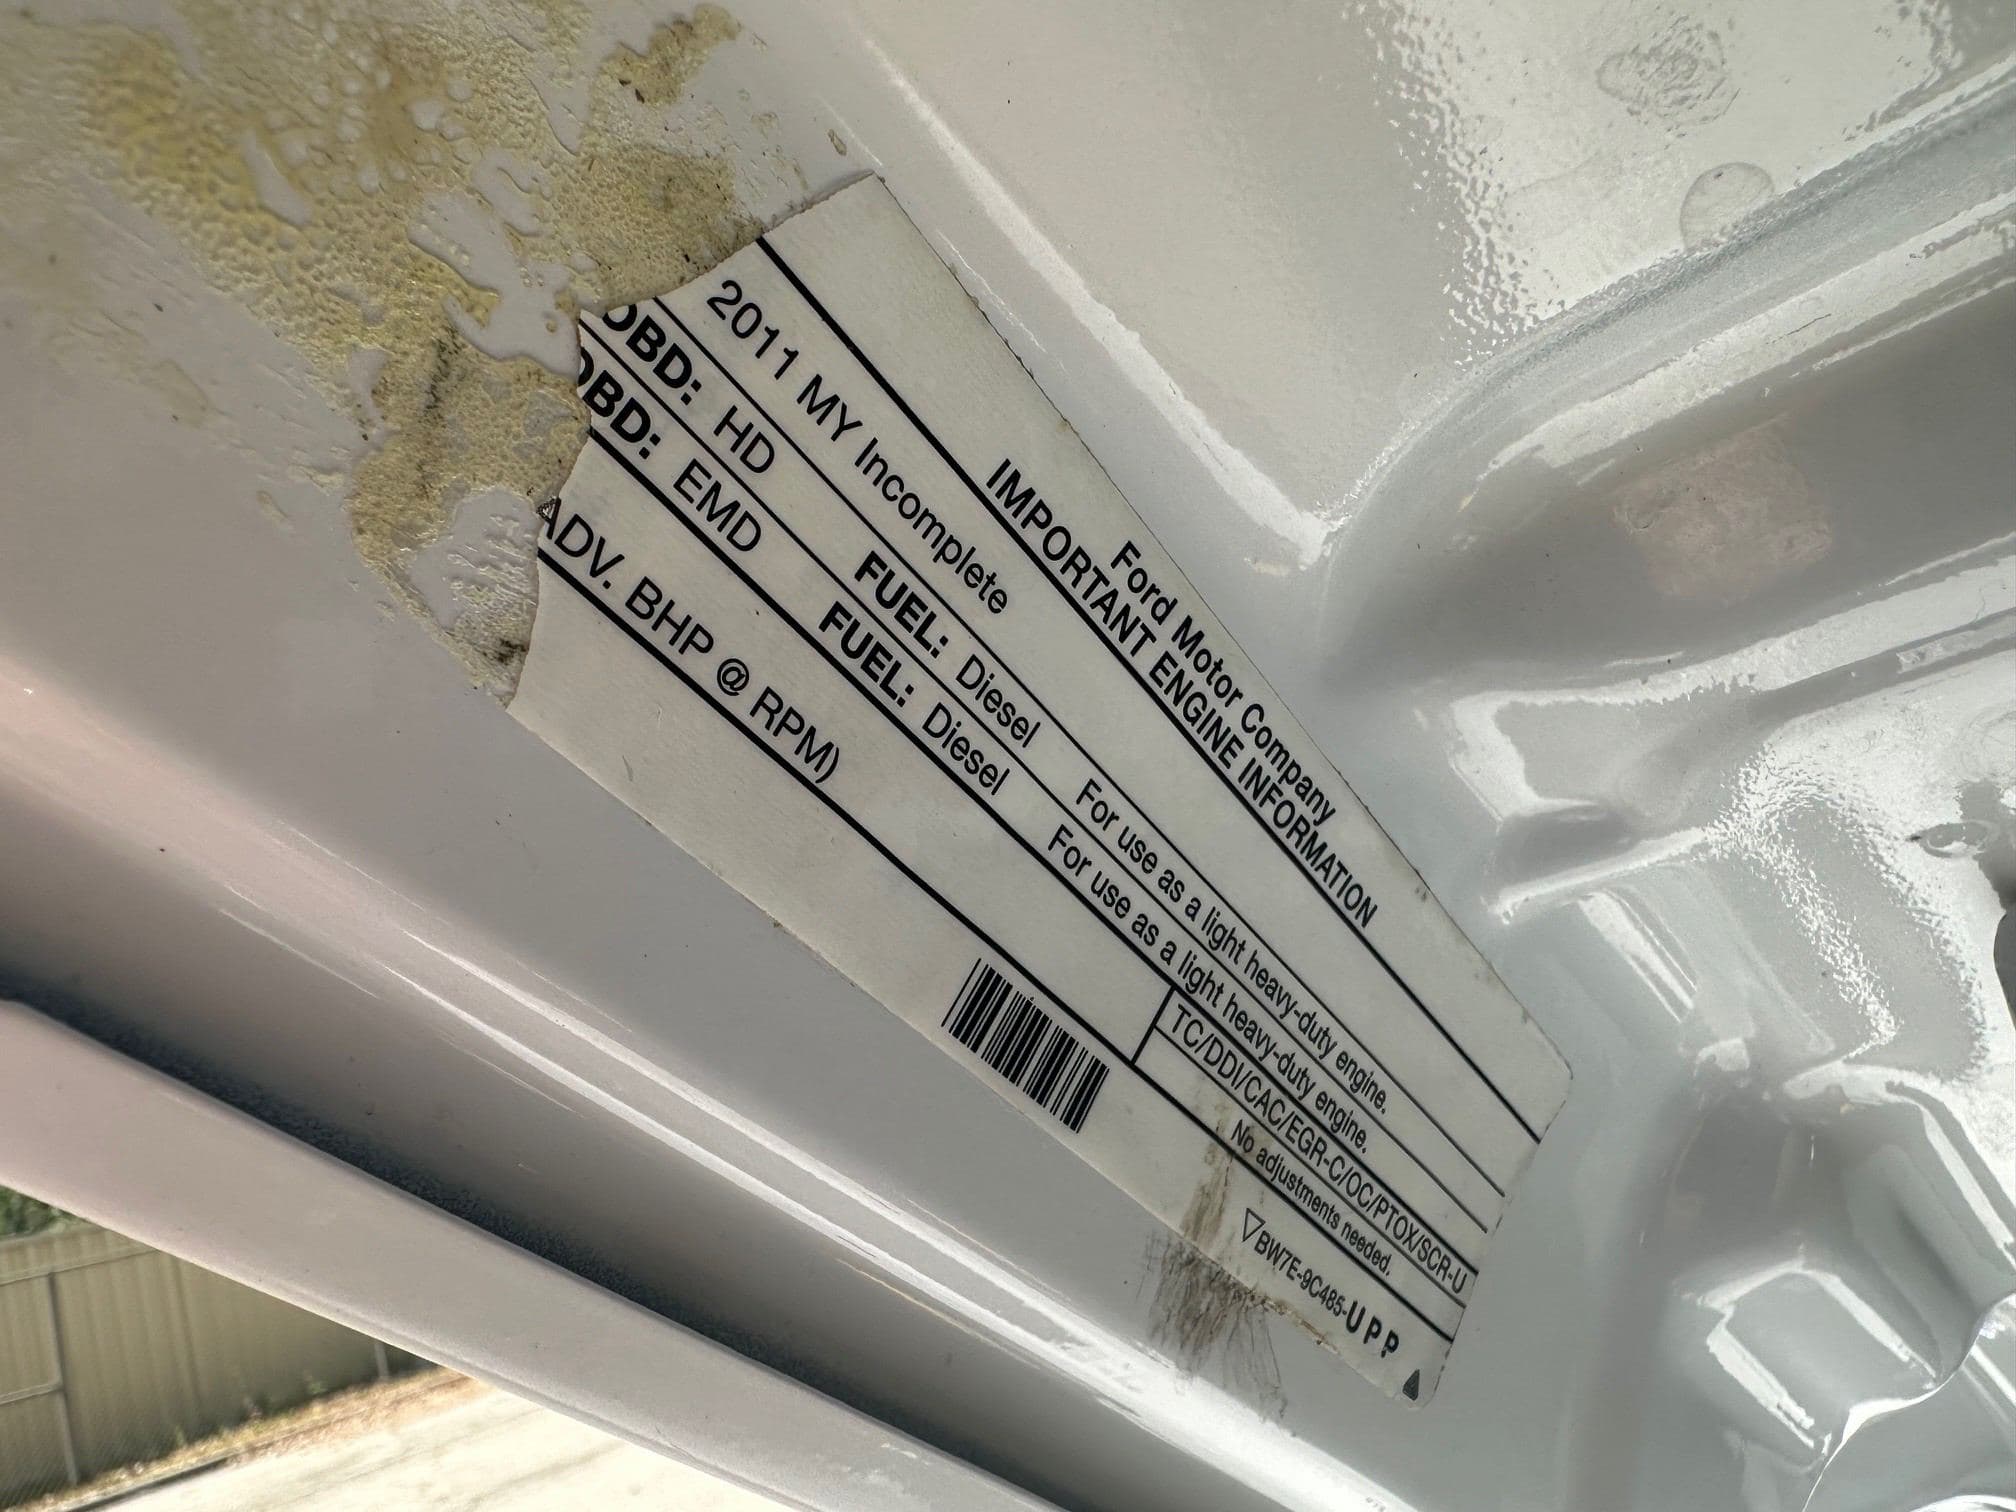 Ford Motor Company
IMPORTANT ENGINE INFORMATION
2011 MY Incomplete
OBD: HD FUEL: Diesel For use as a light heavy-duty engine.
OBD: EMD FUEL: Diesel For use as a light heavy-duty engine.
TC/DDI/CAC/EGR-C/OC/PTOX/SCR-U
ADV. BHP @ RPM) No adjustments needed.
BW7E-9C485-UPP